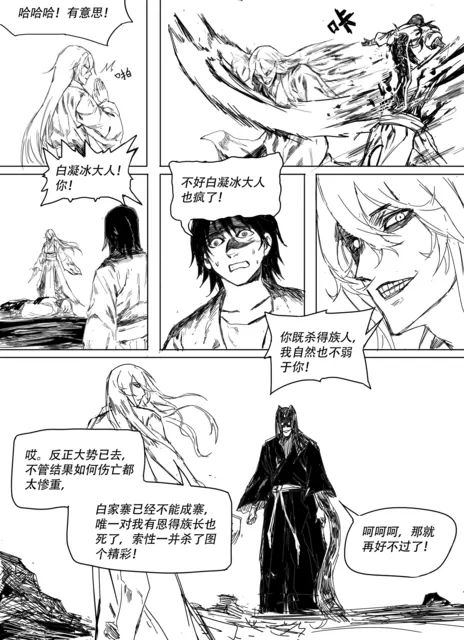 哈哈哈！有意思！
啪
咔
白凝冰大人！
你！
不好白凝冰大人
也疯了！
你既杀得族人，
我自然也不弱
于你！
哎。反正大势已去，
不管结果如何伤亡都
太惨重，
白家寨已经不能成寨，
唯一对我有恩得族长也
死了，索性一并杀了图
个精彩！
呵呵呵，那就
再好不过了！